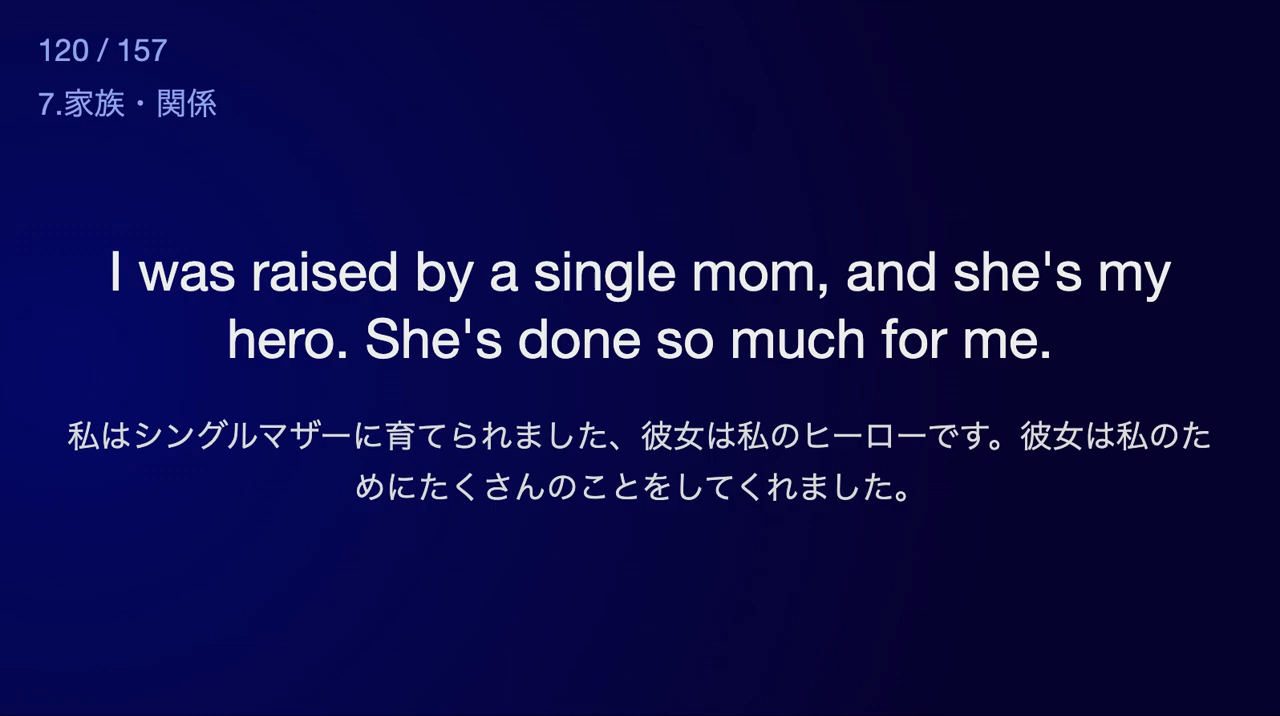 120 / 157
7.家族・関係
I was raised by a single mom, and she's my
hero. She's done so much for me.
私はシングルマザーに育てられました、彼女は私のヒーローです。彼女は私のた
めにたくさんのことをしてくれました。